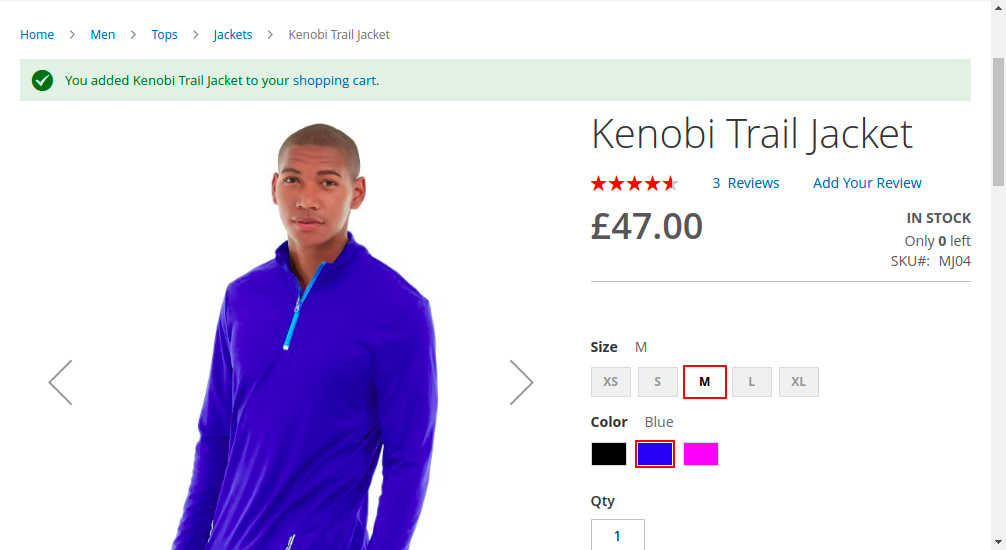 Home > Men > Tops > Jackets > Kenobi Trail Jacket
You added Kenobi Trail Jacket to your shopping cart.
Kenobi Trail Jacket
3 Reviews Add Your Review
£47.00
IN STOCK
Only 0 left
SKU#: MJ04
Size M
XS S M L XL
Color Blue
Qty
1